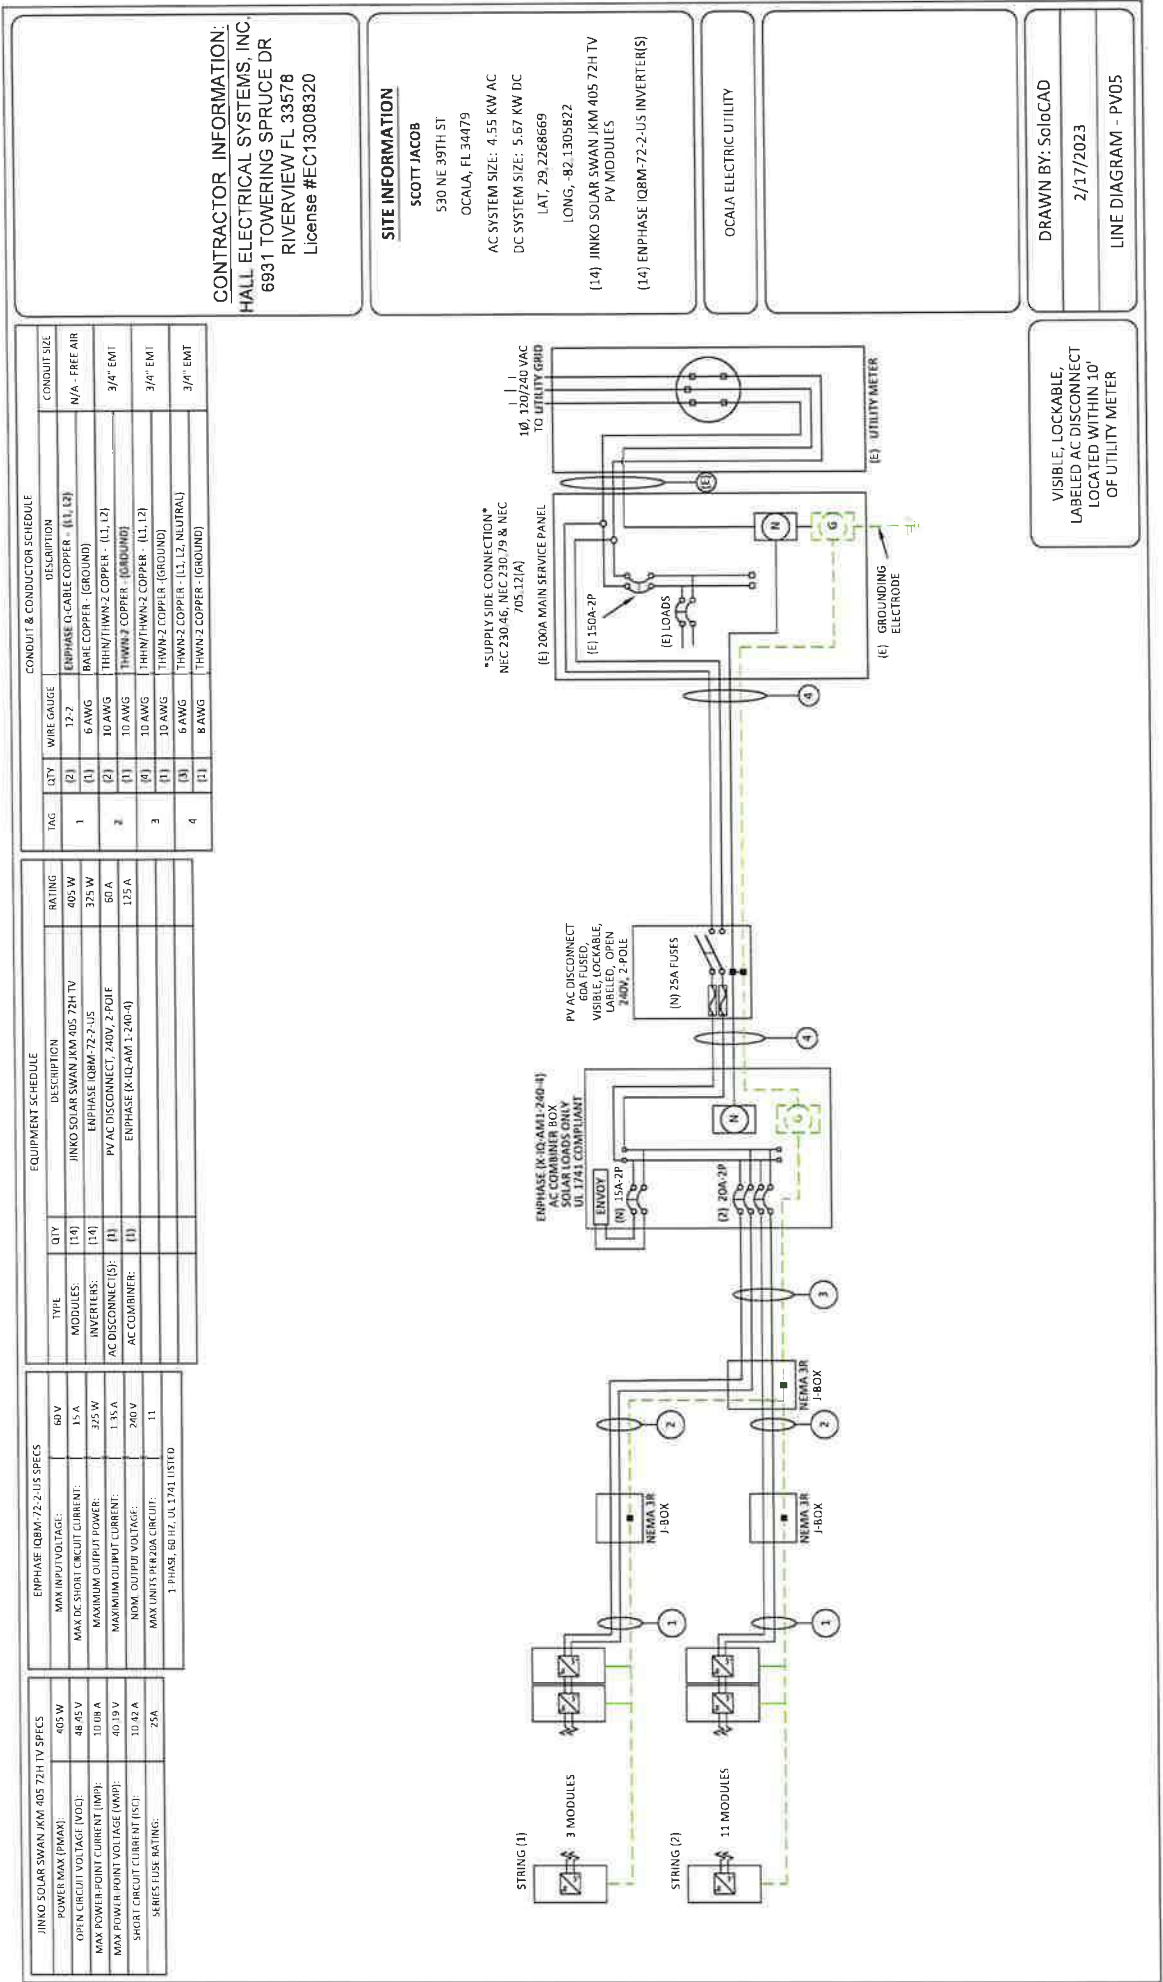 JINKO SOLAR SWAN JKM 405 72H TV SPECS
POWER MAX (PMAX): 405 W
OPEN CIRCUIT VOLTAGE (VOC): 48.45 V
MAX POWER-POINT CURRENT (IMP): 10.08 A
MAX POWER-POINT VOLTAGE (VMP): 40.19 V
SHORT CIRCUIT CURRENT (ISC): 10.42 A
SERIES FUSE RATING: 25A
ENPHASE IQ8M-72-2-US SPECS
MAX INPUT VOLTAGE: 60 V
MAX DC SHORT CIRCUIT CURRENT: 15 A
MAXIMUM OUTPUT POWER: 325 W
MAXIMUM OUTPUT CURRENT: 1.35 A
NOM. OUTPUT VOLTAGE: 240 V
MAX UNITS PER 20A CIRCUIT: 11
1-PHASE, 60 HZ, UL 1741 LISTED
EQUIPMENT SCHEDULE
TYPE QTY DESCRIPTION RATING
MODULES: (14) JINKO SOLAR SWAN JKM 405 72H TV 405 W
INVERTERS: (14) ENPHASE IQ8M-72-2-US 325 W
AC DISCONNECT(S): (1) PV AC DISCONNECT, 240V, 2-POLE 60 A
AC COMBINER: (1) ENPHASE (X-IQ-AM 1-240-4) 125 A
CONDUIT & CONDUCTOR SCHEDULE
TAG QTY WIRE GAUGE DESCRIPTION CONDUIT SIZE
1 (2) 12-2 ENPHASE Q-CABLE COPPER - (L1, L2) N/A - FREE AIR
(1) 6 AWG BARE COPPER - (GROUND)
2 (2) 10 AWG THHN/THWN-2 COPPER - (L1, L2) 3/4" EMT
(1) 10 AWG THWN-2 COPPER - (GROUND)
3 (4) 10 AWG THHN/THWN-2 COPPER - (L1, L2) 3/4" EMT
(1) 10 AWG THWN-2 COPPER - (GROUND)
4 (3) 6 AWG THWN-2 COPPER - (L1, L2, NEUTRAL) 3/4" EMT
(1) 8 AWG THWN-2 COPPER - (GROUND)
CONTRACTOR INFORMATION:
HALL ELECTRICAL SYSTEMS, INC.
6931 TOWERING SPRUCE DR
RIVERVIEW FL 33578
License #EC13008320
SITE INFORMATION
SCOTT JACOB
530 NE 39TH ST
OCALA, FL 34479
AC SYSTEM SIZE: 4.55 KW AC
DC SYSTEM SIZE: 5.67 KW DC
LAT, 29.2268669
LONG, -82.1305822
(14) JINKO SOLAR SWAN JKM 405 72H TV
PV MODULES
(14) ENPHASE IQ8M-72-2-US INVERTER(S)
OCALA ELECTRIC UTILITY
DRAWN BY: SoloCAD
2/17/2023
LINE DIAGRAM - PV05
STRING (1)
3 MODULES
1
NEMA 3R
J-BOX
2
STRING (2)
11 MODULES
1
NEMA 3R
J-BOX
2
NEMA 3R
J-BOX
3
ENPHASE (X-IQ-AM1-240-4)
AC COMBINER BOX
SOLAR LOADS ONLY
UL 1741 COMPLIANT
ENVOY
(N) 15A-2P
(2) 20A-2P
N
G
4
PV AC DISCONNECT
60A FUSED,
VISIBLE, LOCKABLE,
LABELED, OPEN
240V, 2-POLE
(N) 25A FUSES
4
*SUPPLY SIDE CONNECTION*
NEC 230.46, NEC 230.79 & NEC
705.12(A)
(E) 200A MAIN SERVICE PANEL
(E) 150A-2P
(E) LOADS
N
G
(E) GROUNDING
ELECTRODE
(E)
1Ø, 120/240 VAC
TO UTILITY GRID
(E) UTILITY METER
VISIBLE, LOCKABLE,
LABELED AC DISCONNECT
LOCATED WITHIN 10'
OF UTILITY METER